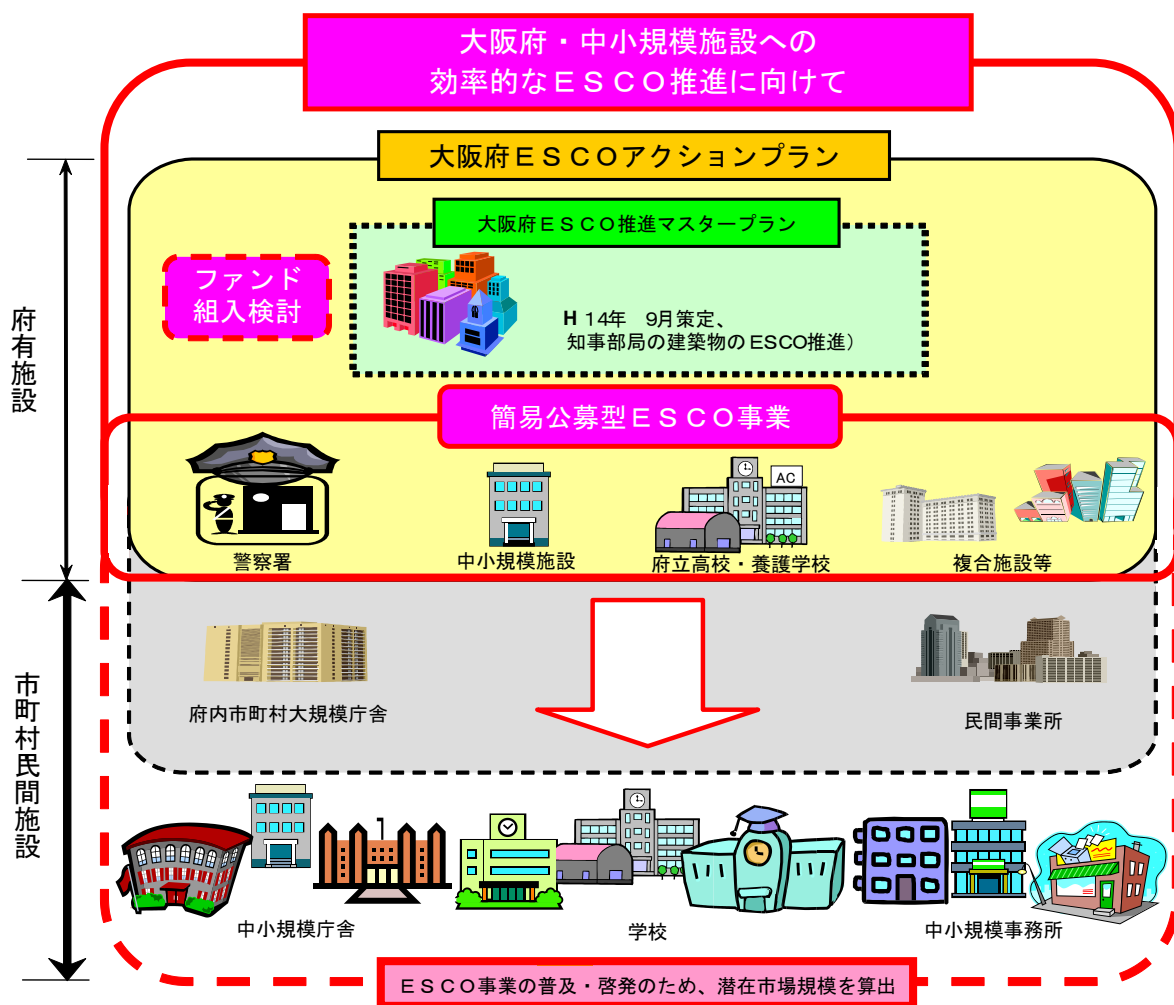 大阪府・中小規模施設への
効率的なESCO推進に向けて
大阪府ESCOアクションプラン
大阪府ESCO推進マスタープラン
ファンド
組入検討
H 14年 9月策定、
知事部局の建築物のESCO推進）
府有施設
簡易公募型ESCO事業
AC
警察署
中小規模施設
府立高校・養護学校
複合施設等
市町村民間施設
府内市町村大規模庁舎
民間事業所
中小規模庁舎
学校
中小規模事務所
ESCO事業の普及・啓発のため、潜在市場規模を算出